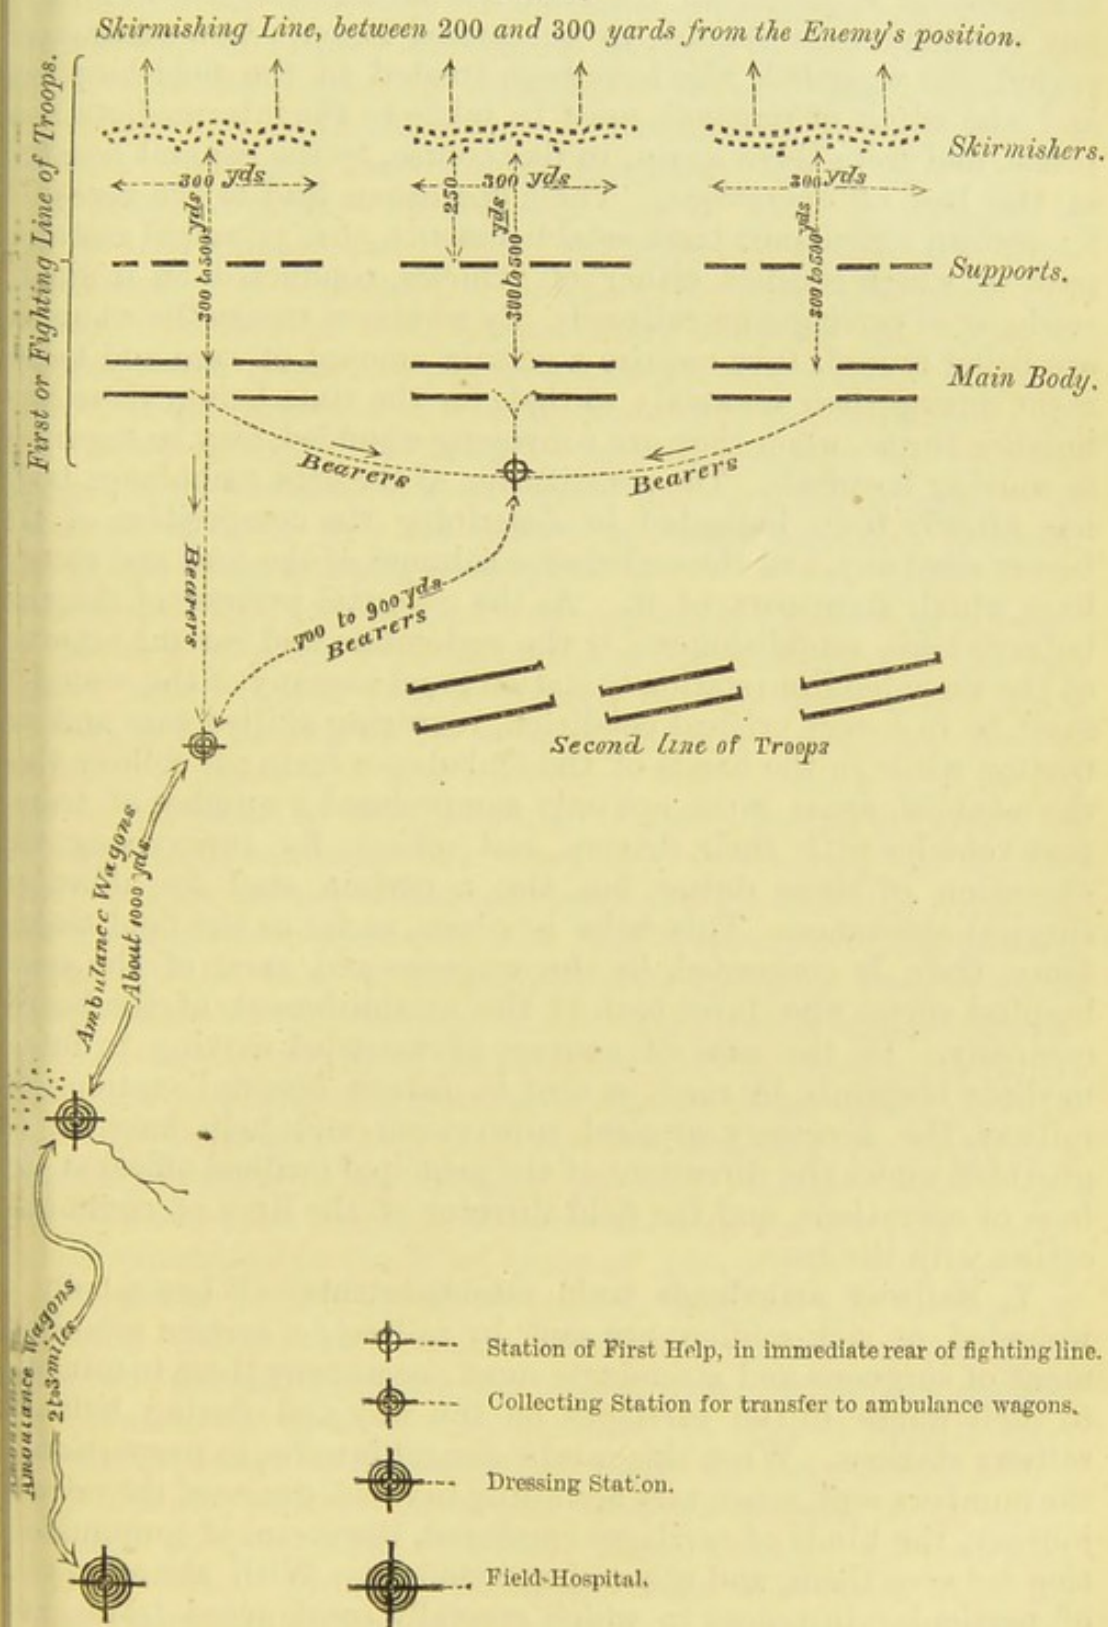 Skirmishing Line, between 200 and 300 yards from the Enemy's position.
First or Fighting Line of Troops.
Skirmishers.
300 yds
300 yds
300 yds
250
300 to 500 yds
300 to 500 yds
300 to 500 yds
Supports.
Main Body.
Bearers
Bearers
Bearers
700 to 900 yds
Bearers
Second line of Troops
Ambulance Wagons
About 1000 yds.
Ambulance Wagons
2 to 3 miles
Station of First Help, in immediate rear of fighting line.
Collecting Station for transfer to ambulance wagons.
Dressing Station.
Field-Hospital.